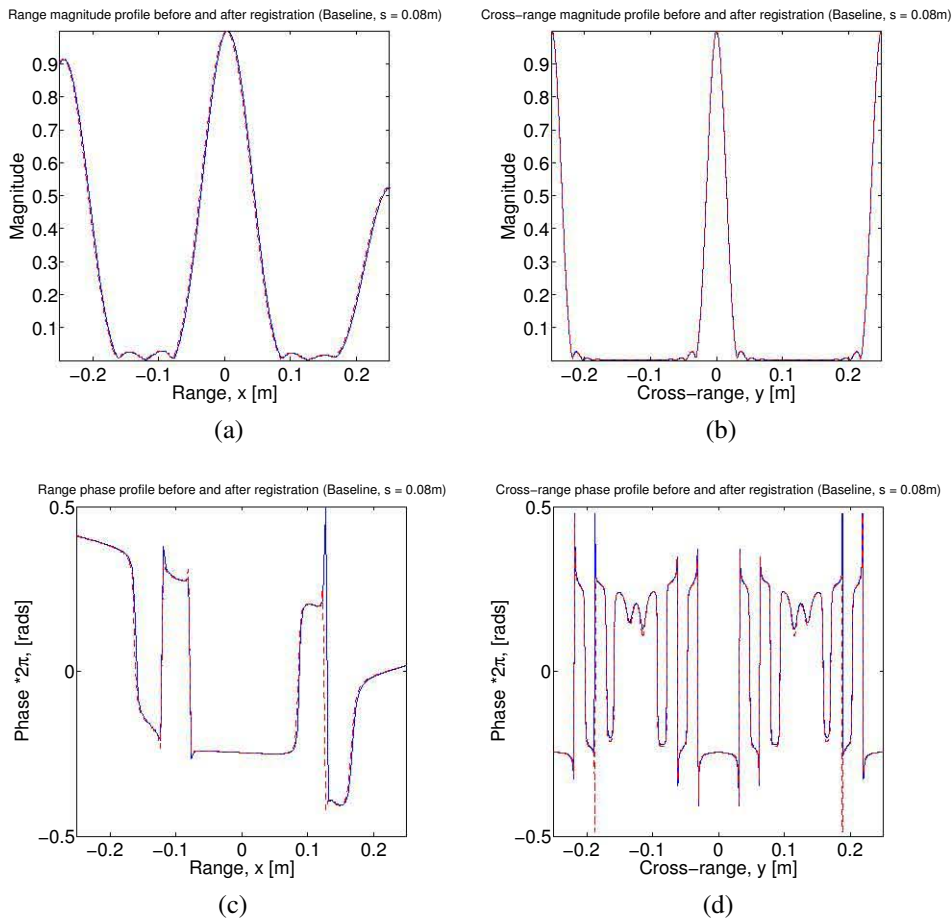 Range magnitude profile before and after registration (Baseline, s = 0.08m)
0.9
0.8
0.7
0.6
0.5
0.4
0.3
0.2
0.1
Magnitude
−0.2 −0.1 0 0.1 0.2
Range, x [m]
(a)
Cross−range magnitude profile before and after registration (Baseline, s = 0.08m)
0.9
0.8
0.7
0.6
0.5
0.4
0.3
0.2
0.1
Magnitude
−0.2 −0.1 0 0.1 0.2
Cross−range, y [m]
(b)
Range phase profile before and after registration (Baseline, s = 0.08m)
0.5
0
−0.5
Phase *2π, [rads]
−0.2 −0.1 0 0.1 0.2
Range, x [m]
(c)
Cross−range phase profile before and after registration (Baseline, s = 0.08m)
0.5
0
−0.5
Phase *2π, [rads]
−0.2 −0.1 0 0.1 0.2
Cross−range, y [m]
(d)